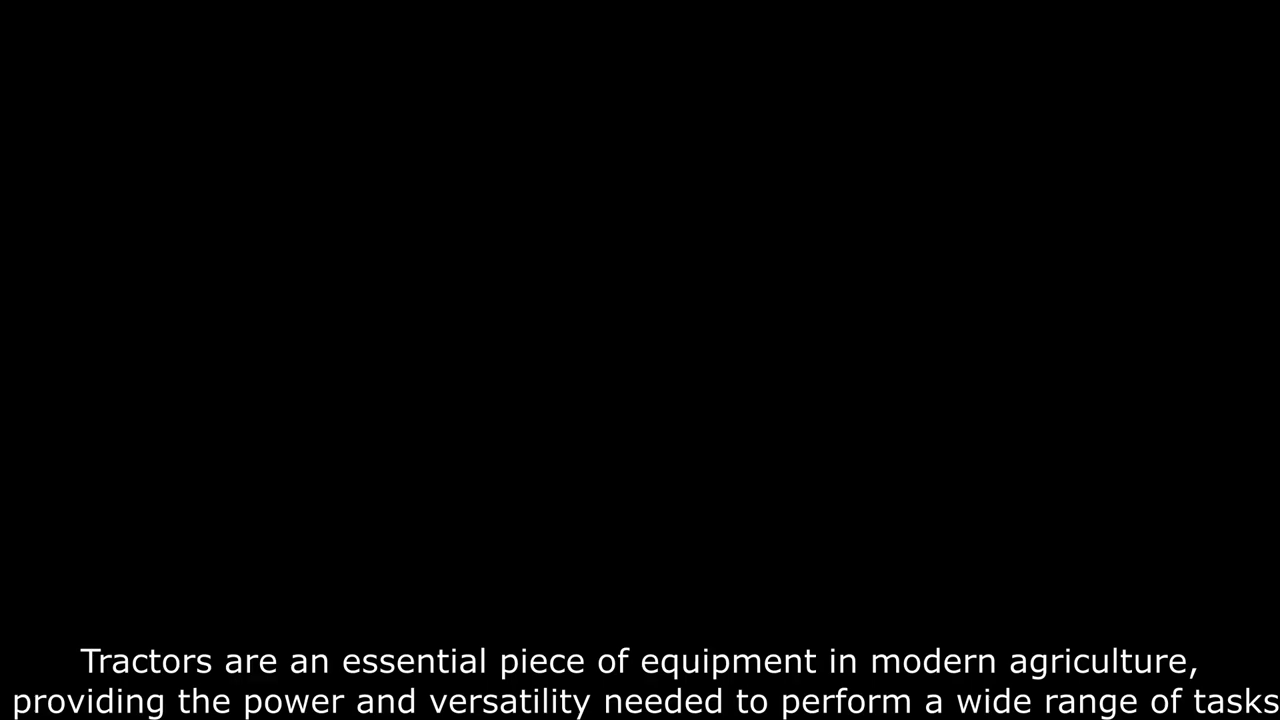 Tractors are an essential piece of equipment in modern agriculture,
providing the power and versatility needed to perform a wide range of tasks